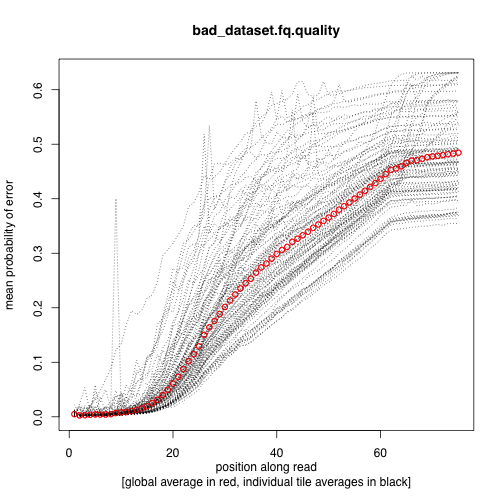 bad_dataset.fq.quality
mean probability of error
0.6
0.5
0.4
0.3
0.2
0.1
0.0
0 20 40 60
position along read
[global average in red, individual tile averages in black]